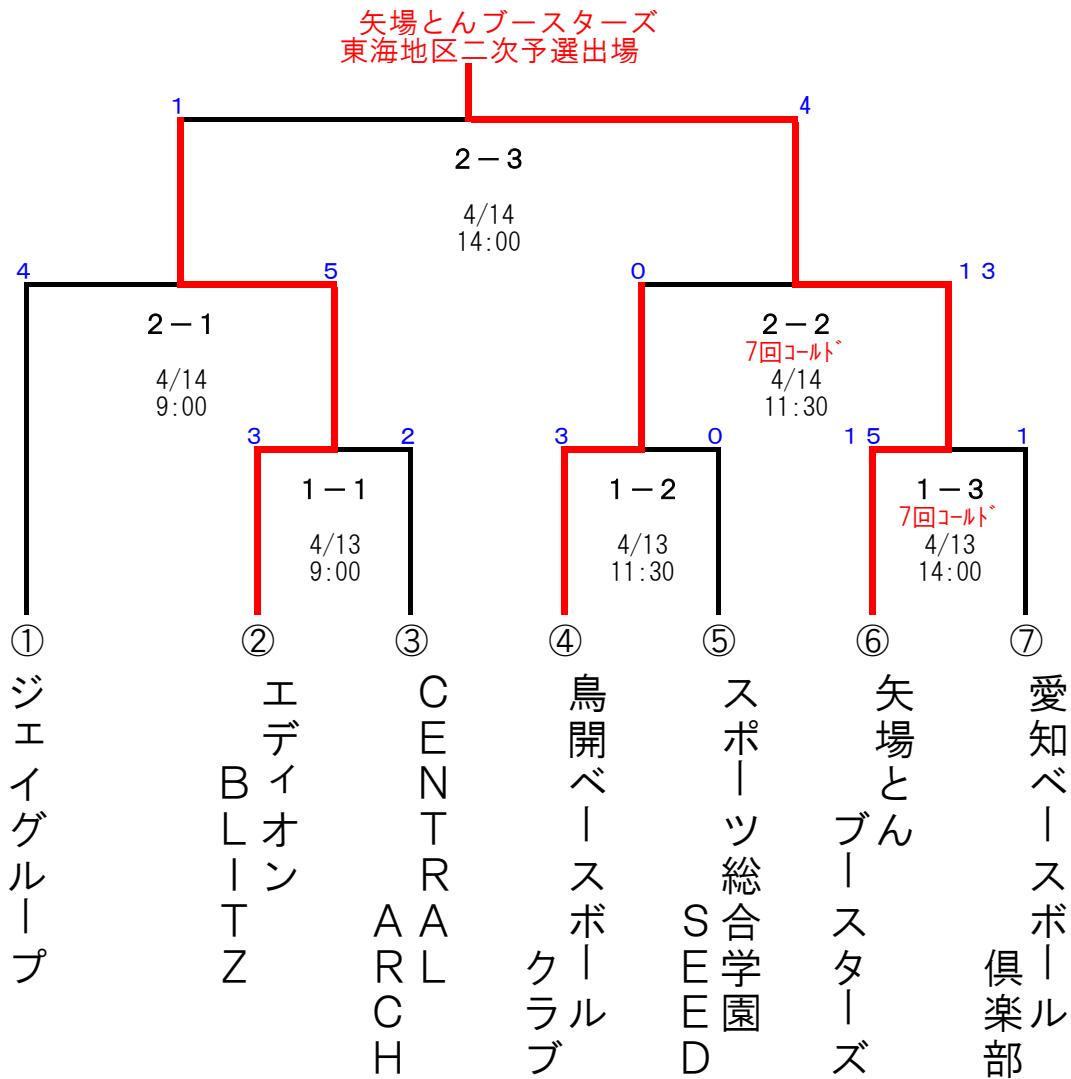 矢場とんブースターズ
東海地区二次予選出場
1
4
2－3
4/14
14:00
4
5
0
13
2－1
4/14
9:00
2－2
7回ｺｰﾙﾄﾞ
4/14
11:30
3
2
3
0
15
1
1－1
4/13
9:00
1－2
4/13
11:30
1－3
7回ｺｰﾙﾄﾞ
4/13
14:00
①
②
③
④
⑤
⑥
⑦
ジェイグループ
エディオン
BLITZ
CENTRAL
ARCH
鳥開ベースボール
クラブ
スポーツ総合学園
SEED
矢場とん
ブースターズ
愛知ベースボール
倶楽部